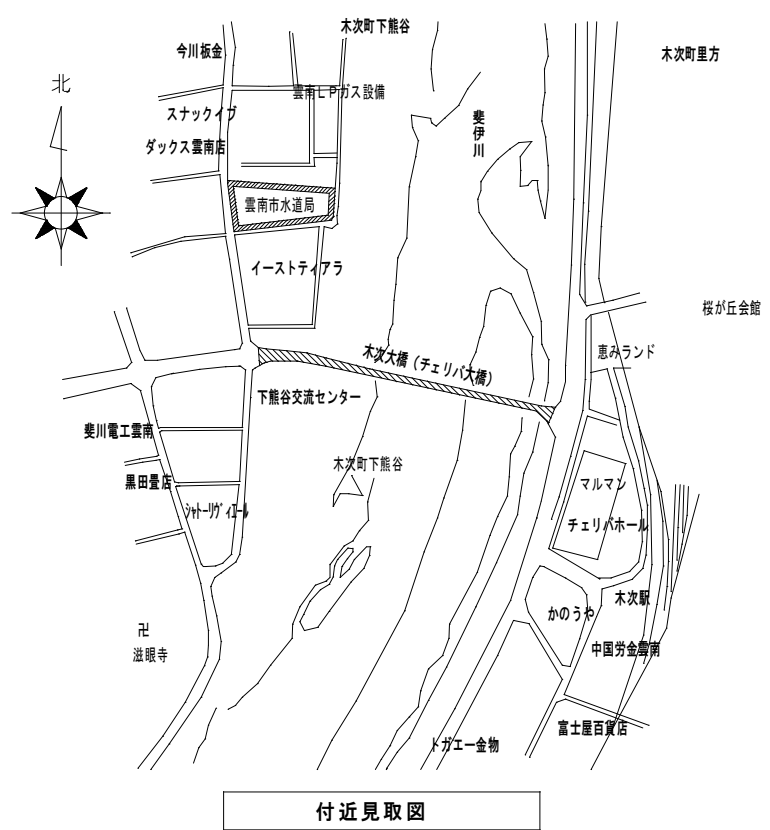 木次町下熊谷
今川板金
木次町里方
北
雲南ＬＰガス設備
スナックイブ
斐伊川
ダックス雲南店
雲南市水道局
イーストティアラ
桜が丘会館
木次大橋（チェリバ大橋）
恵みランド
下熊谷交流センター
斐川電工雲南
木次町下熊谷
黒田畳店
マルマン
シャトーリヴィエール
チェリバホール
木次駅
かのうや
卍
滋眼寺
中国労金雲南
富士屋百貨店
トガエー金物
付近見取図